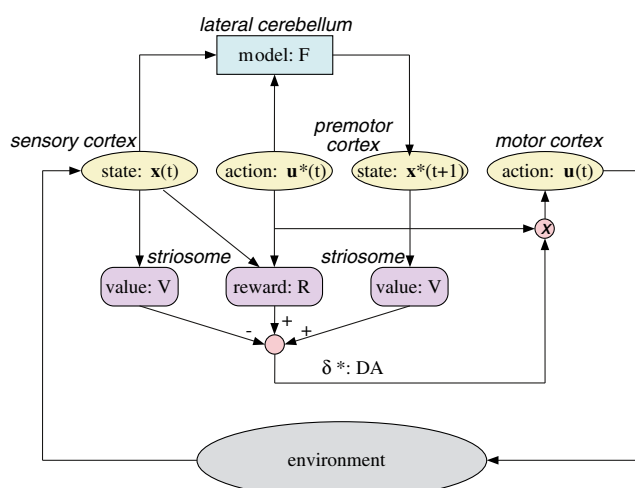 lateral cerebellum
model: F
sensory cortex
premotor
cortex
motor cortex
state: x(t)
action: u*(t)
state: x*(t+1)
action: u(t)
x
striosome
striosome
value: V
reward: R
value: V
-
+
+
δ *: DA
environment